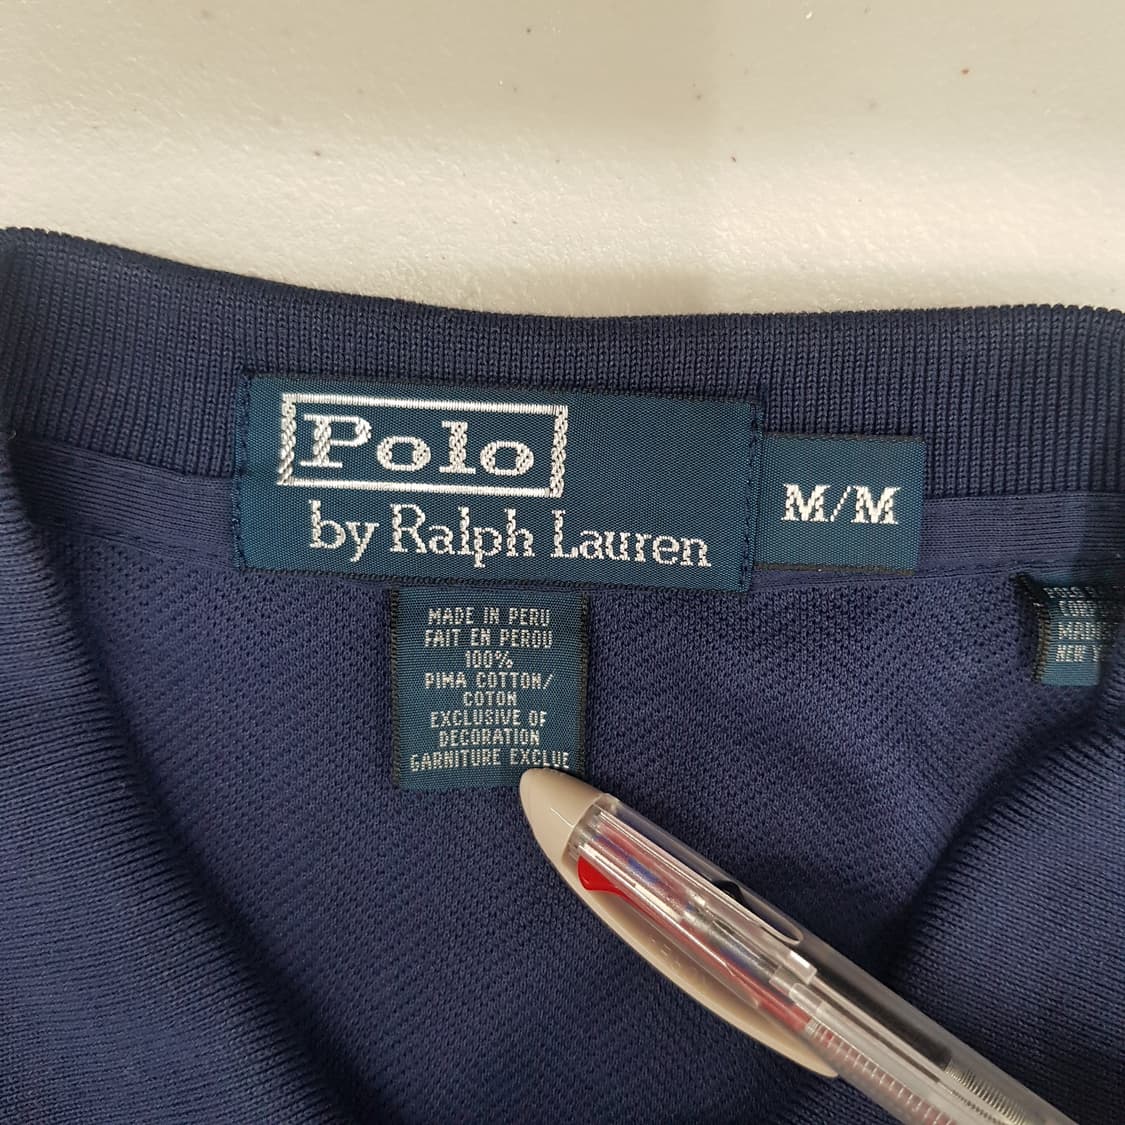 Polo
by Ralph Lauren
M/M
MADE IN PERU
FAIT EN PEROU
100%
PIMA COTTON/
COTON
EXCLUSIVE OF
DECORATION
GARNITURE EXCLUE
NEW